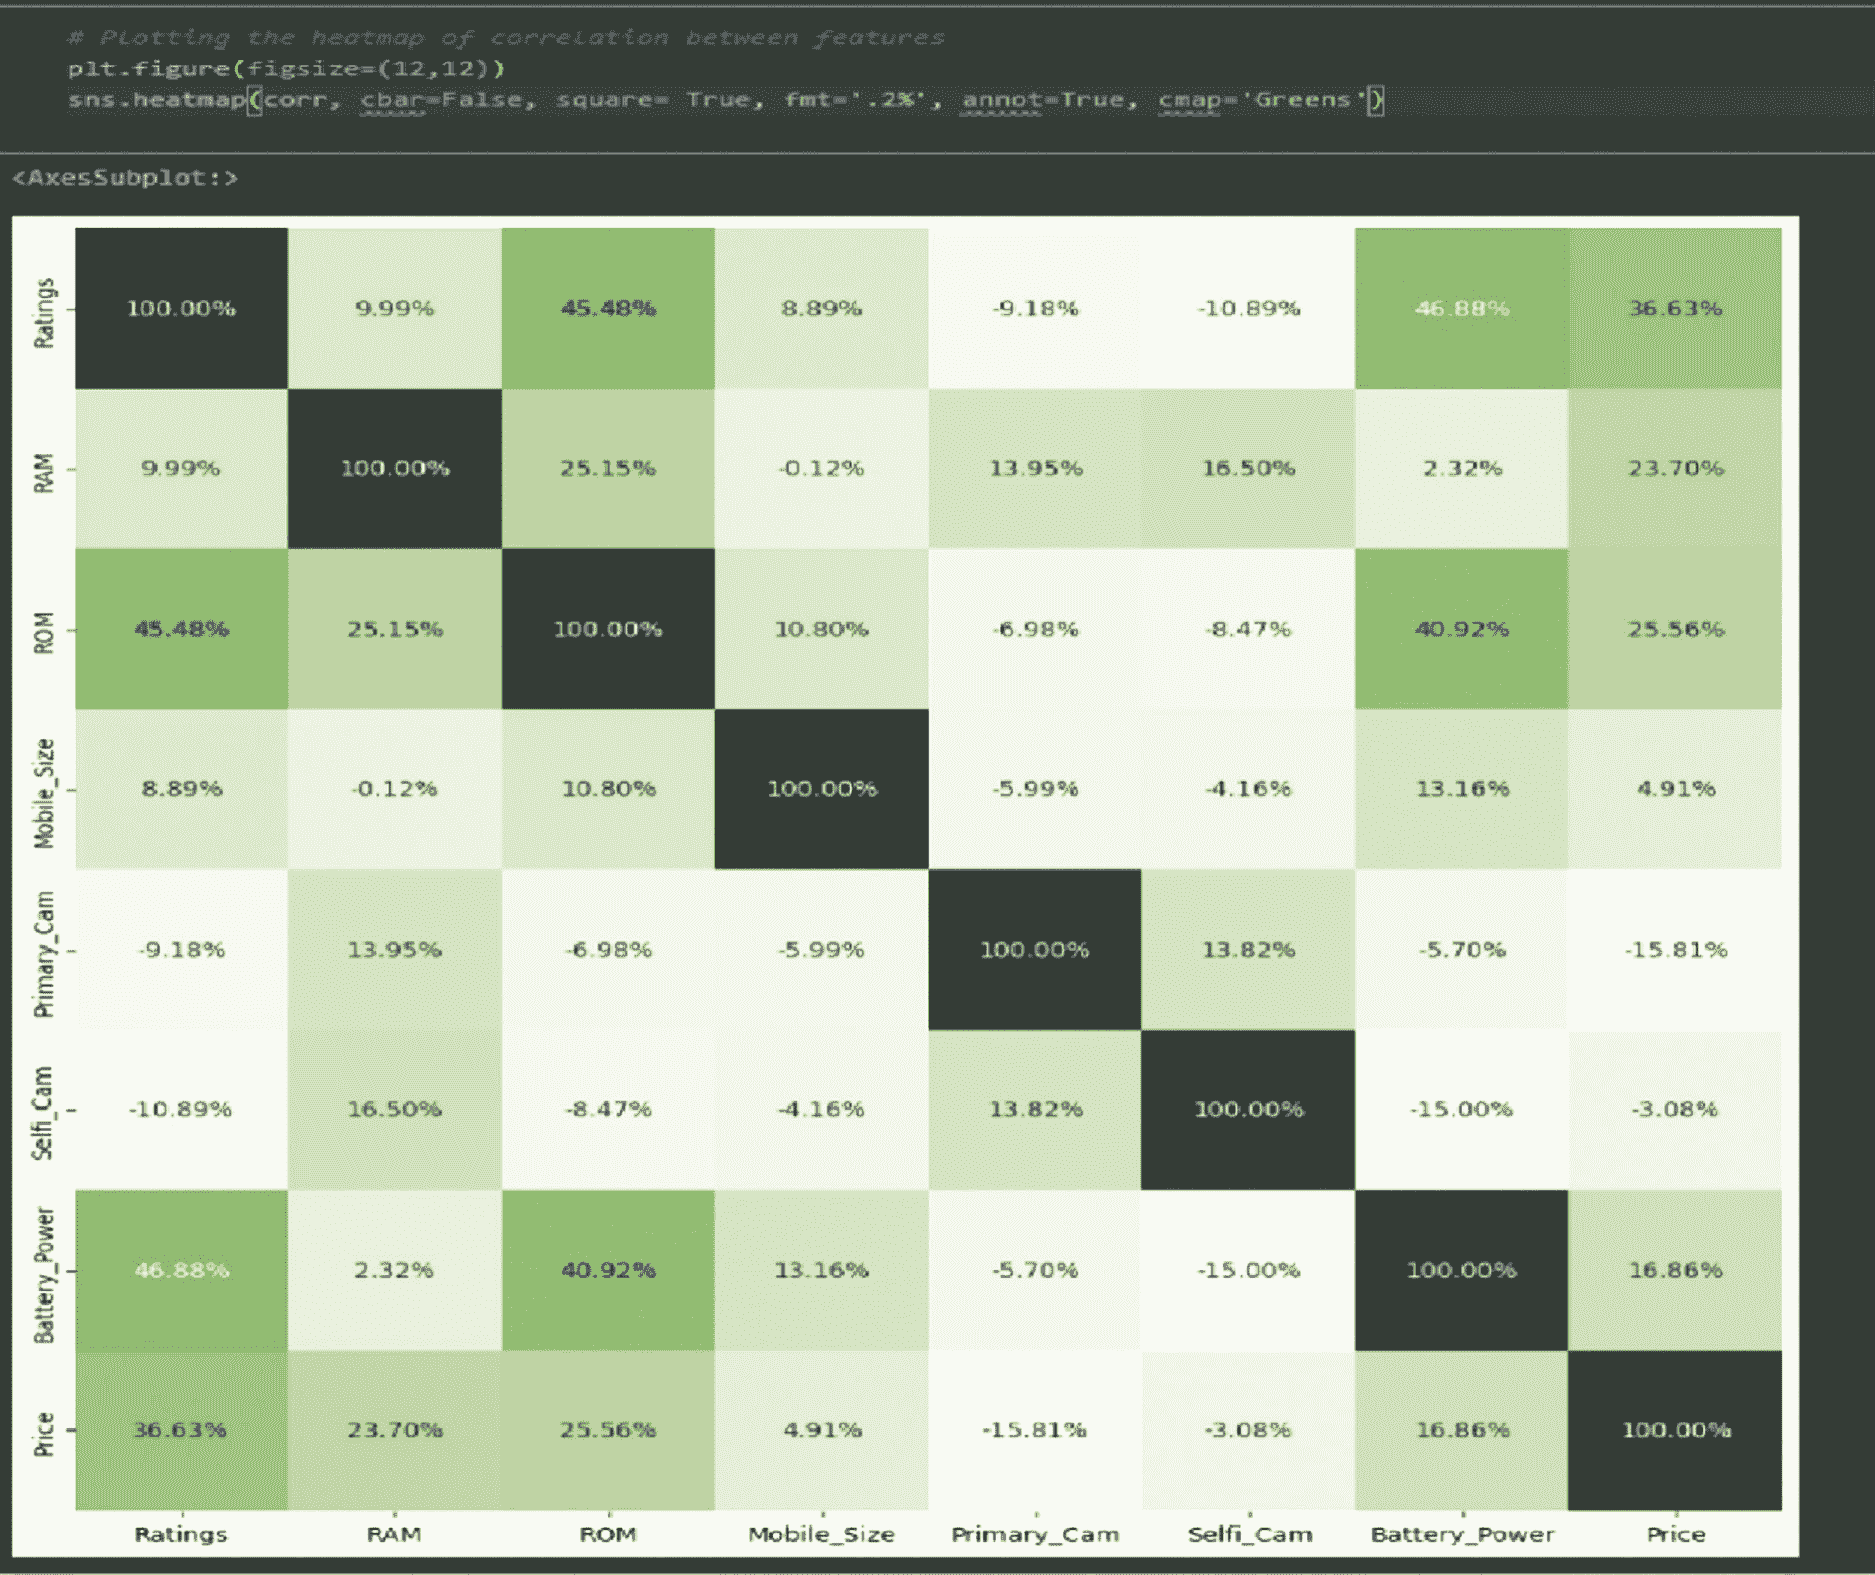 # Plotting the heatmap of correlation between features
plt.figure(figsize=(12,12))
sns.heatmap(corr, cbar=False, square= True, fmt='.2%', annot=True, cmap='Greens')
<AxesSubplot:>
Ratings 100.00% 9.99% 45.48% 8.89% -9.18% -10.89% 46.88% 36.63%
RAM 9.99% 100.00% 25.15% -0.12% 13.95% 16.50% 2.32% 23.70%
ROM 45.48% 25.15% 100.00% 10.80% -6.98% -8.47% 40.92% 25.56%
Mobile_Size 8.89% -0.12% 10.80% 100.00% -5.99% -4.16% 13.16% 4.91%
Primary_Cam -9.18% 13.95% -6.98% -5.99% 100.00% 13.82% -5.70% -15.81%
Selfi_Cam -10.89% 16.50% -8.47% -4.16% 13.82% 100.00% -15.00% -3.08%
Battery_Power 46.88% 2.32% 40.92% 13.16% -5.70% -15.00% 100.00% 16.86%
Price 36.63% 23.70% 25.56% 4.91% -15.81% -3.08% 16.86% 100.00%
Ratings RAM ROM Mobile_Size Primary_Cam Selfi_Cam Battery_Power Price